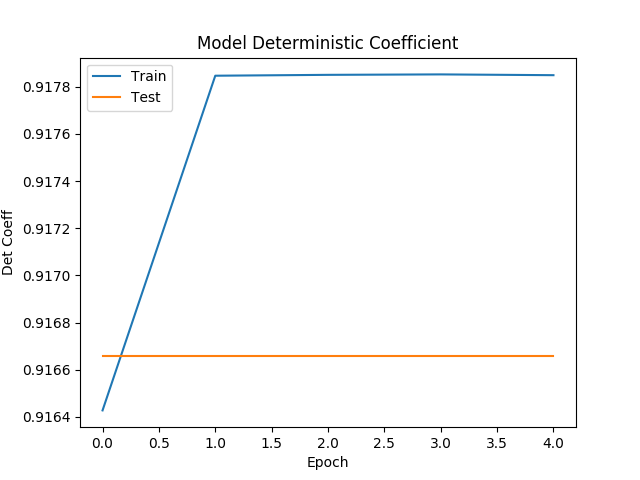 Model Deterministic Coefficient
Train
Test
0.9178
0.9176
0.9174
0.9172
0.9170
0.9168
0.9166
0.9164
Det Coeff
0.0 0.5 1.0 1.5 2.0 2.5 3.0 3.5 4.0
Epoch